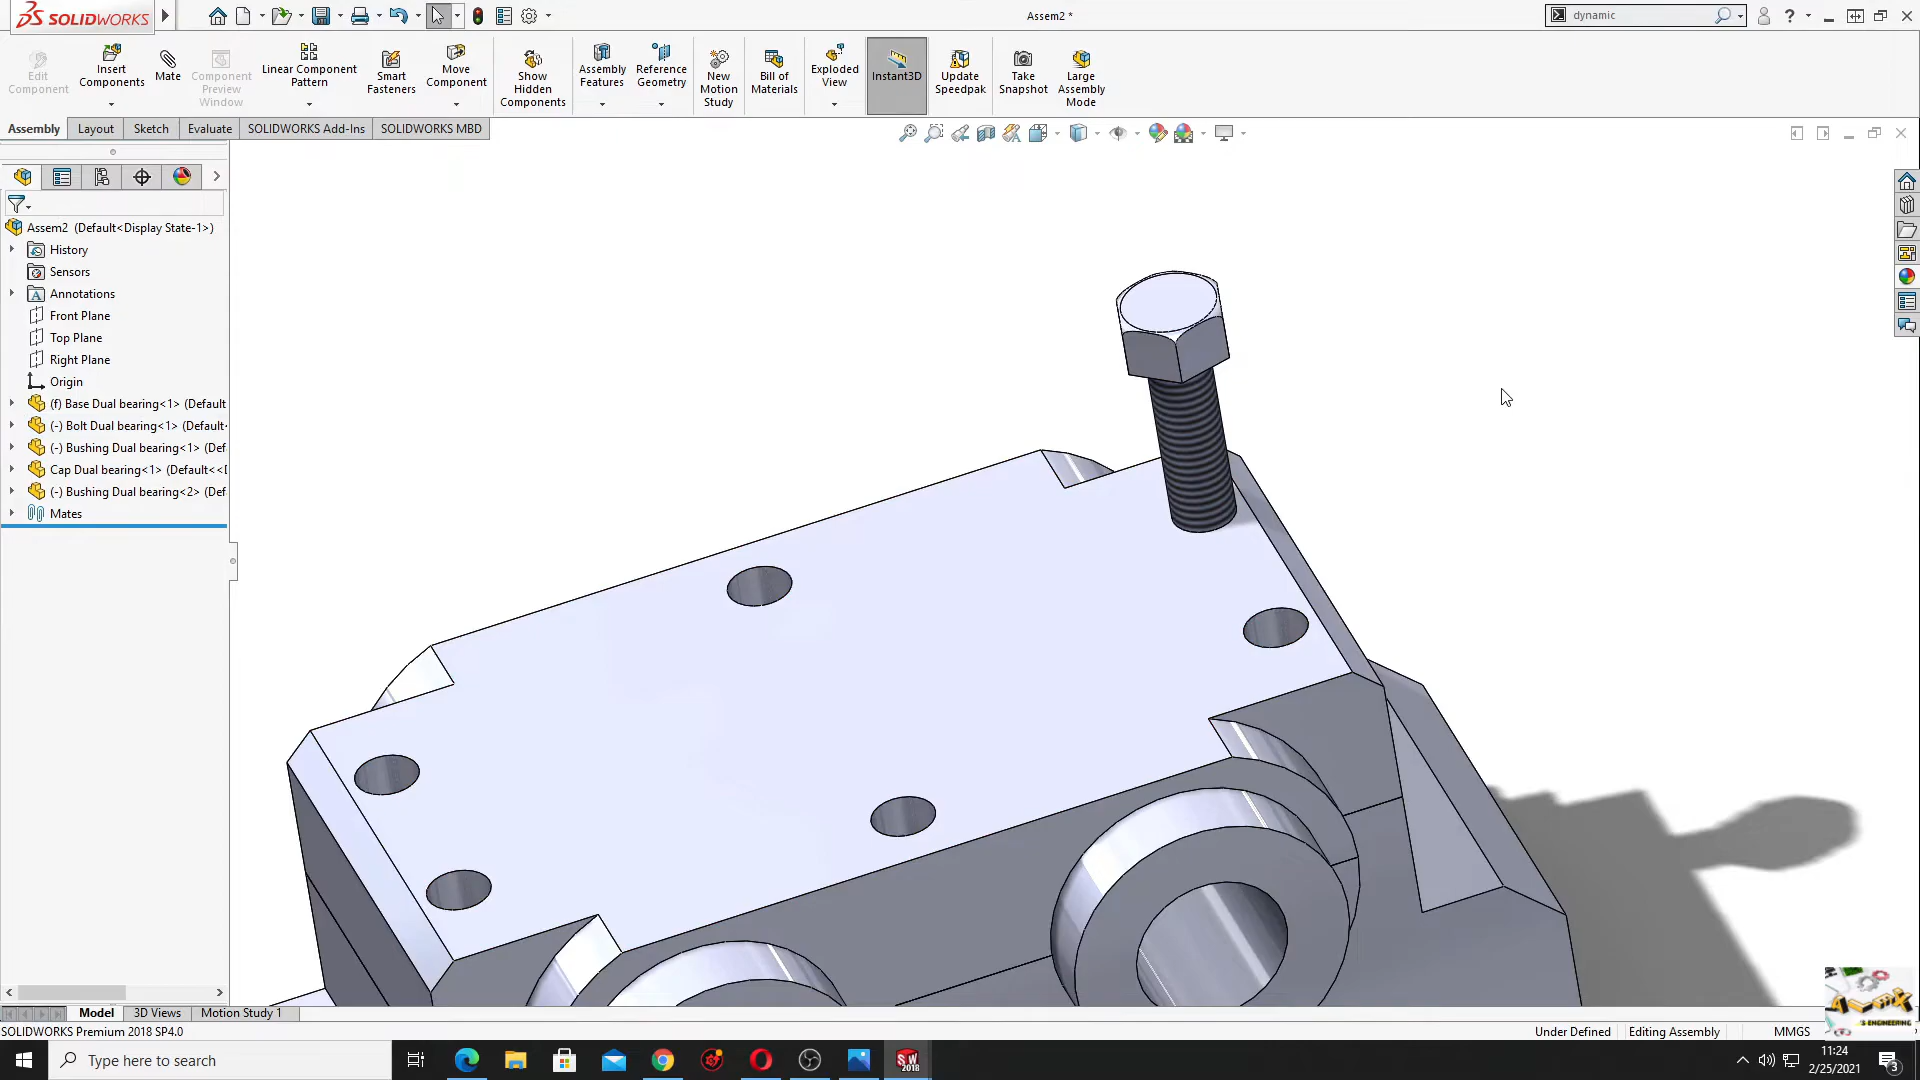 SOLIDWORKS
Assem2 *
dynamic
Edit
Component
Insert
Components
Mate
Component
Preview
Window
Linear Component
Pattern
Smart
Fasteners
Move
Component
Show
Hidden
Components
Assembly
Features
Reference
Geometry
New
Motion
Study
Bill of
Materials
Exploded
View
Instant3D
Update
Speedpak
Take
Snapshot
Large
Assembly
Mode
Assembly Layout Sketch Evaluate SOLIDWORKS Add-Ins SOLIDWORKS MBD
Assem2 (Default<Display State-1>)
History
Sensors
Annotations
Front Plane
Top Plane
Right Plane
Origin
(f) Base Dual bearing<1> (Default
(-) Bolt Dual bearing<1> (Default
(-) Bushing Dual bearing<1> (Def
Cap Dual bearing<1> (Default<<
(-) Bushing Dual bearing<2> (Def
Mates
Model 3D Views Motion Study 1
SOLIDWORKS Premium 2018 SP4.0
Under Defined Editing Assembly MMGS
Type here to search
SW
2018
11:24
2/25/2021
3